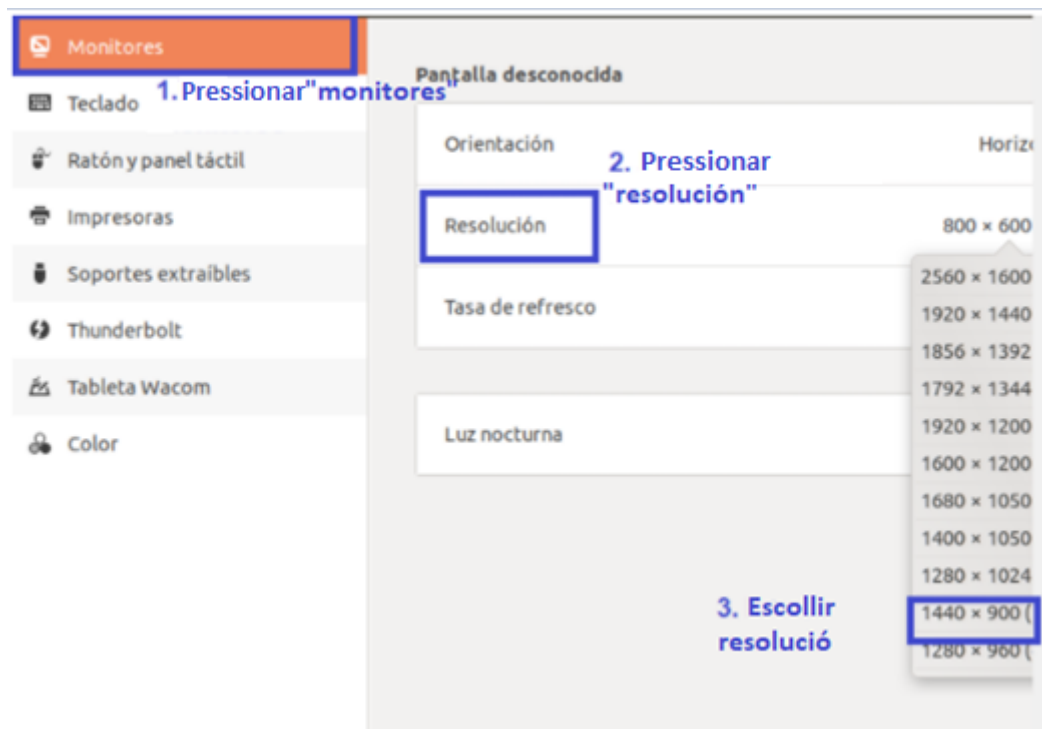 Monitores
1. Pressionar "monitores"
Teclado
Ratón y panel táctil
Impresoras
Soportes extraíbles
Thunderbolt
Tableta Wacom
Color
Pantalla desconocida
Orientación
2. Pressionar
"resolución"
Resolución
800 × 600
Tasa de refresco
Luz nocturna
2560 × 1600
1920 × 1440
1856 × 1392
1792 × 1344
1920 × 1200
1600 × 1200
1680 × 1050
1400 × 1050
1280 × 1024
1440 × 900 (
1280 × 960 (
3. Escollir
resolució